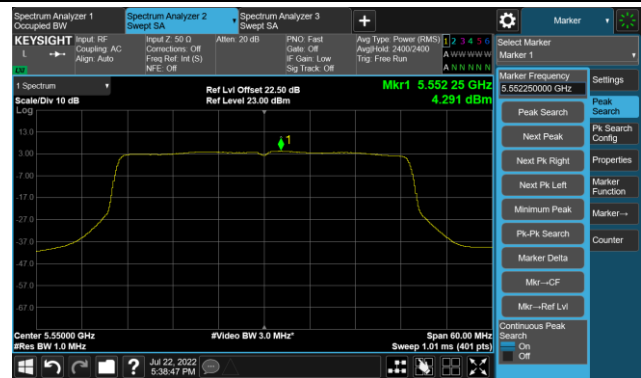 Spectrum Analyzer 1
Occupied BW
Spectrum Analyzer 2
Swept SA
Spectrum Analyzer 3
Swept SA
+
Marker
KEYSIGHT
L
LW
Input: RF
Coupling: AC
Align: Auto
Input Z: 50 Ω
Corrections: Off
Freq Ref: Int (S)
NFE: Off
Atten: 20 dB
PNO: Fast
Gate: Off
IF Gain: Low
Sig Track: Off
Avg Type: Power (RMS)
Avg|Hold: 2400/2400
Trig: Free Run
1 2 3 4 5 6
A W W W W W
A N N N N N
Select Marker
Marker 1
1 Spectrum
Scale/Div 10 dB
Log
Ref Lvl Offset 22.50 dB
Ref Level 23.00 dBm
Mkr1 5.552 25 GHz
4.291 dBm
1
13.0
3.00
-7.00
-17.0
-27.0
-37.0
-47.0
-57.0
-67.0
Center 5.55000 GHz
#Res BW 1.0 MHz
#Video BW 3.0 MHz*
Span 60.00 MHz
Sweep 1.01 ms (401 pts)
Marker Frequency
5.552250000 GHz
Peak Search
Next Peak
Next Pk Right
Next Pk Left
Minimum Peak
Pk-Pk Search
Marker Delta
Mkr→CF
Mkr→Ref Lvl
Continuous Peak
Search
On
Off
Settings
Peak
Search
Pk Search
Config
Properties
Marker
Function
Marker→
Counter
?
Jul 22, 2022
5:38:47 PM